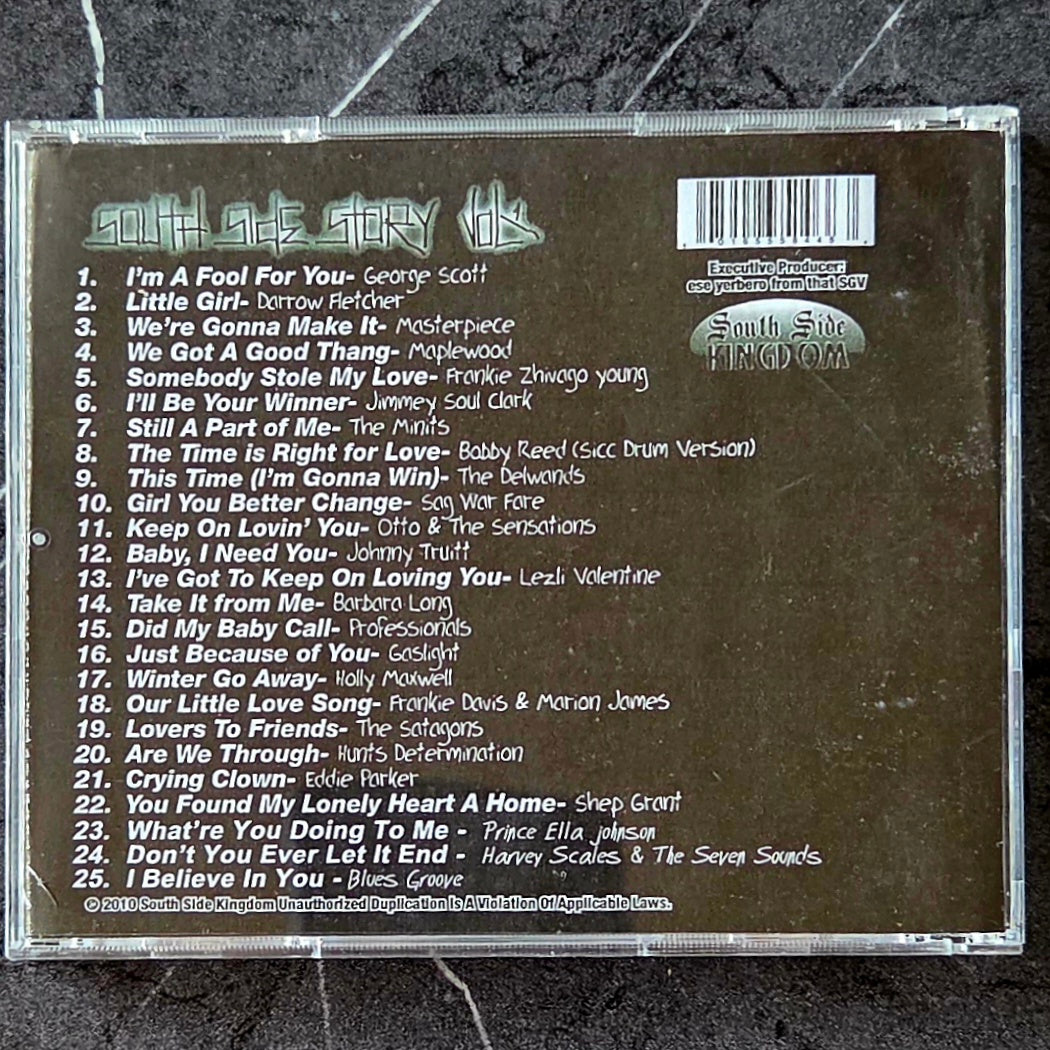 SOUTH SIDE STORY VOL.
1. I'm A Fool For You- George Scott
2. Little Girl- Darrow Fletcher
3. We're Gonna Make It- Masterpiece
4. We Got A Good Thang- Maplewood
5. Somebody Stole My Love- Frankie Zhivago young
6. I'll Be Your Winner- Jimmey Soul Clark
7. Still A Part of Me- The Minits
8. The Time is Right for Love- Bobby Reed (Sicc Drum Version)
9. This Time (I'm Gonna Win)- The Delwands
10. Girl You Better Change- Sag War Fare
11. Keep On Lovin' You- Otto & The Sensations
12. Baby, I Need You- Johnny Truitt
13. I've Got To Keep On Loving You- Lezli Valentine
14. Take It from Me- Barbara Long
15. Did My Baby Call- Professionals
16. Just Because of You- Gaslight
17. Winter Go Away- Holly Maxwell
18. Our Little Love Song- Frankie Davis & Marion James
19. Lovers To Friends- The Satagons
20. Are We Through- Hunts Determination
21. Crying Clown- Eddie Parker
22. You Found My Lonely Heart A Home- Shep Grant
23. What're You Doing To Me - Prince Ella johnson
24. Don't You Ever Let It End - Harvey Scales & The Seven Sounds
25. I Believe In You - Blues Groove
© 2010 South Side Kingdom Unauthorized Duplication Is A Violation Of Applicable Laws.
Executive Producer:
ese yerbero from that SGV
South Side
KINGDOM